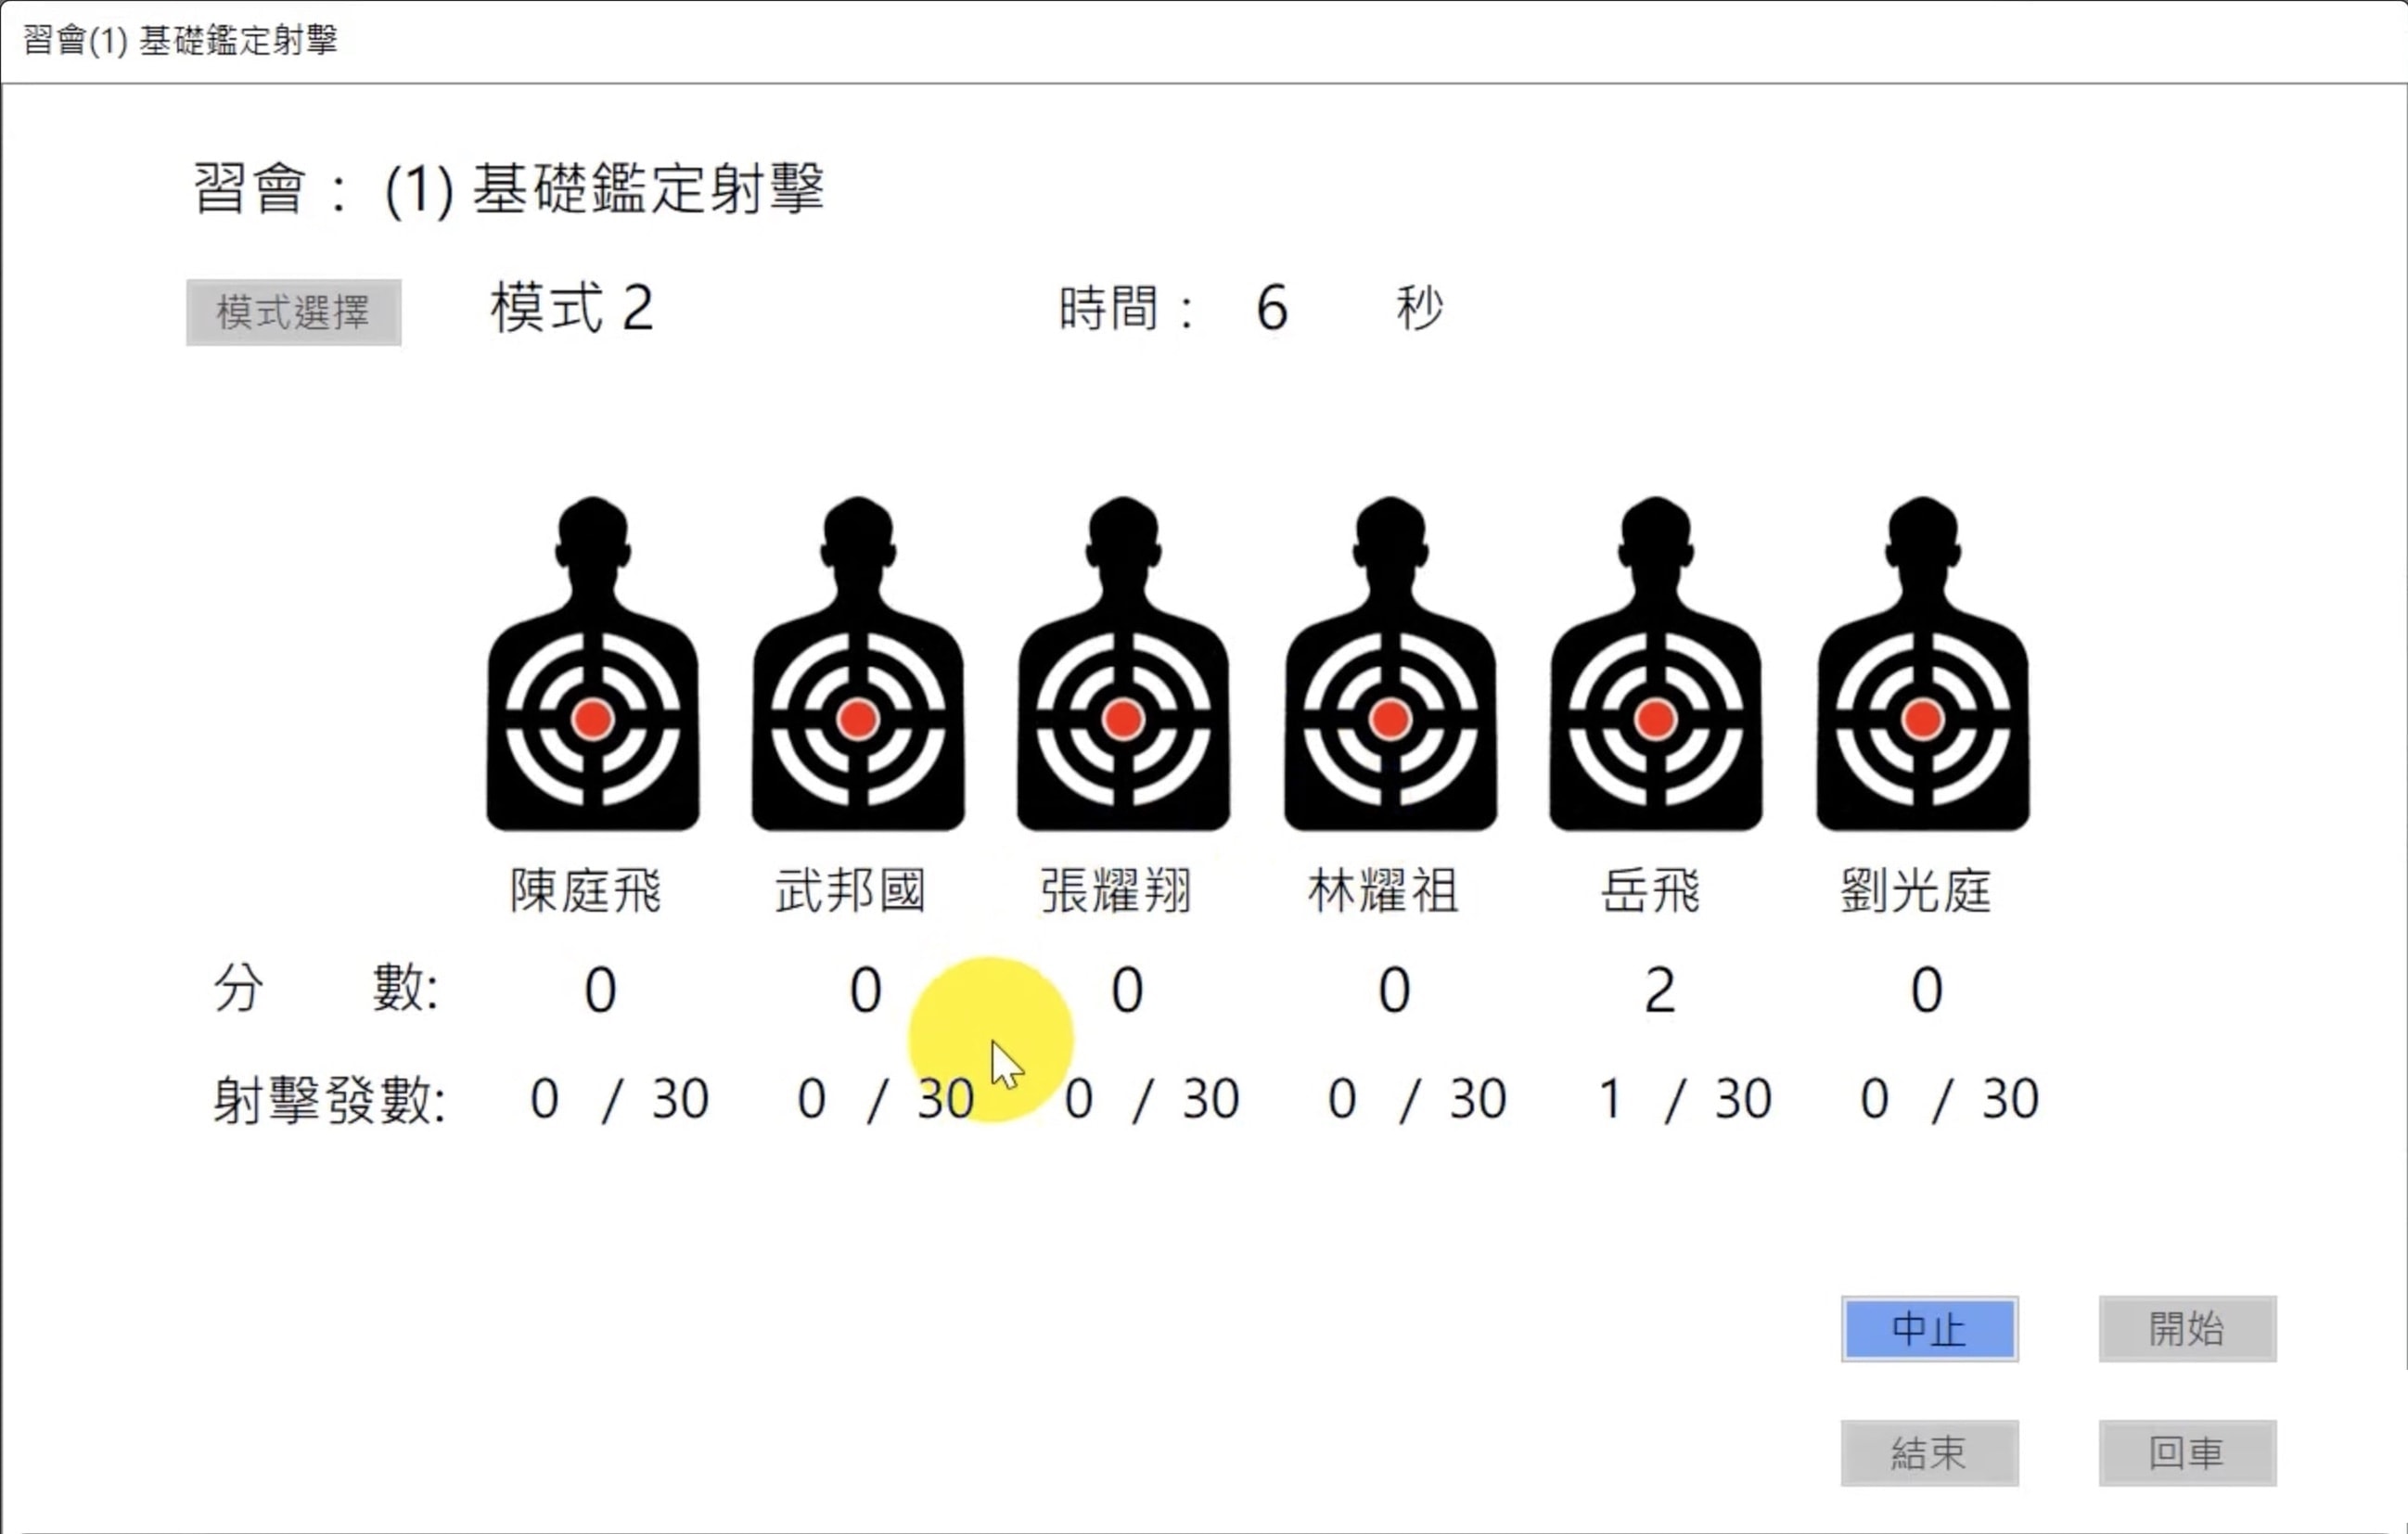 習會(1) 基礎鑑定射擊
習會： (1) 基礎鑑定射擊
模式選擇 模式 2 時間： 6 秒
陳庭飛 武邦國 張耀翔 林耀祖 岳飛 劉光庭
分 數: 0 0 0 0 2 0
射擊發數: 0 / 30 0 / 30 0 / 30 0 / 30 1 / 30 0 / 30
中止 開始
結束 回車